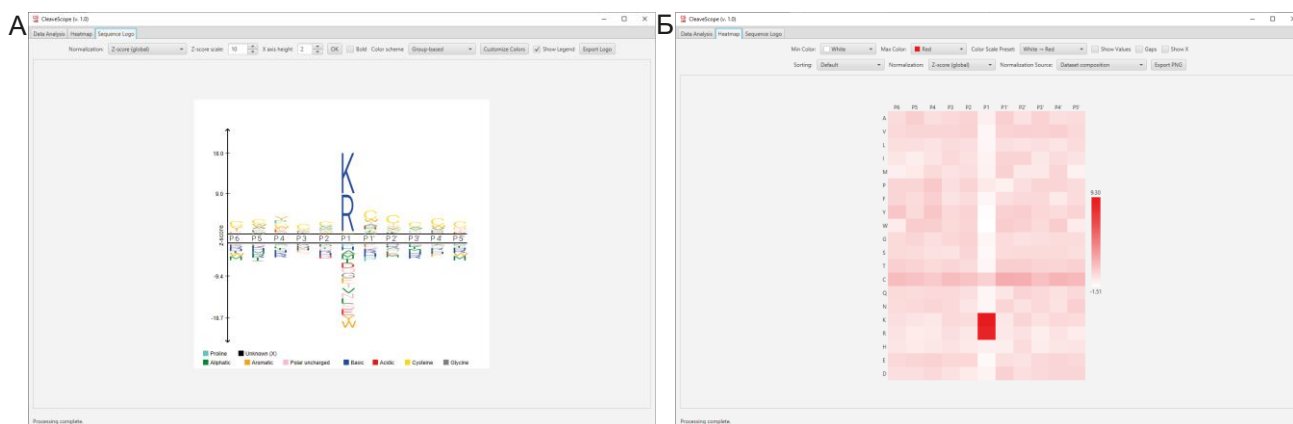 А
CleaveScope (v. 1.0)
Data Analysis Heatmap Sequence Logo
Normalization: Z-score (global) Z-score scale: 10 X axis height: 2 OK Bold Color scheme Group-based Customize Colors Show Legend Export Logo
18.0
9.0
Z-score
P6 P5 P4 P3 P2 P1 P1' P2' P3' P4' P5'
K
R
-9.4
-18.7
Proline Unknown (X)
Aliphatic Aromatic Polar uncharged Basic Acidic Cysteine Glycine
Processing complete.
Б
CleaveScope (v. 1.0)
Data Analysis Heatmap Sequence Logo
Min Color: White Max Color: Red Color Scale Preset: White → Red Show Values Gaps Show X
Sorting: Default Normalization: Z-score (global) Normalization Source: Dataset composition Export PNG
P6 P5 P4 P3 P2 P1 P1' P2' P3' P4' P5'
A
V
L
I
M
P
F
Y
W
G
S
T
C
Q
N
K
R
H
E
D
9.30
-1.51
Processing complete.